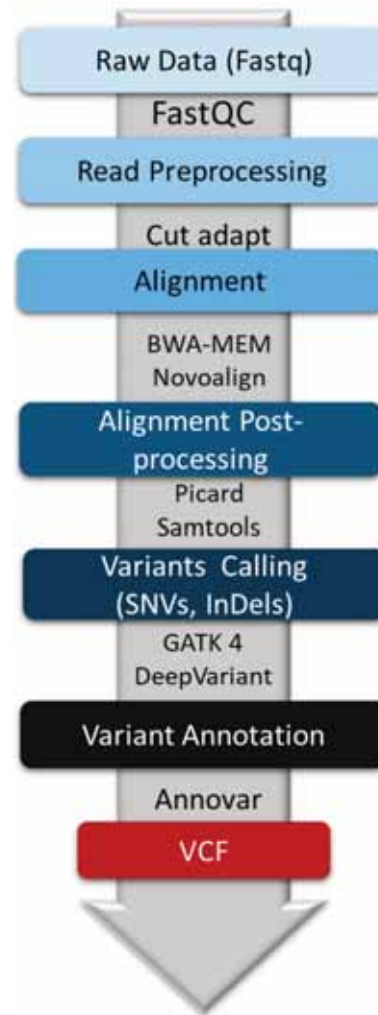 Raw Data (Fastq)
FastQC
Read Preprocessing
Cut adapt
Alignment
BWA-MEM
Novoalign
Alignment Post-
processing
Picard
Samtools
Variants Calling
(SNVs, InDels)
GATK 4
DeepVariant
Variant Annotation
Annovar
VCF